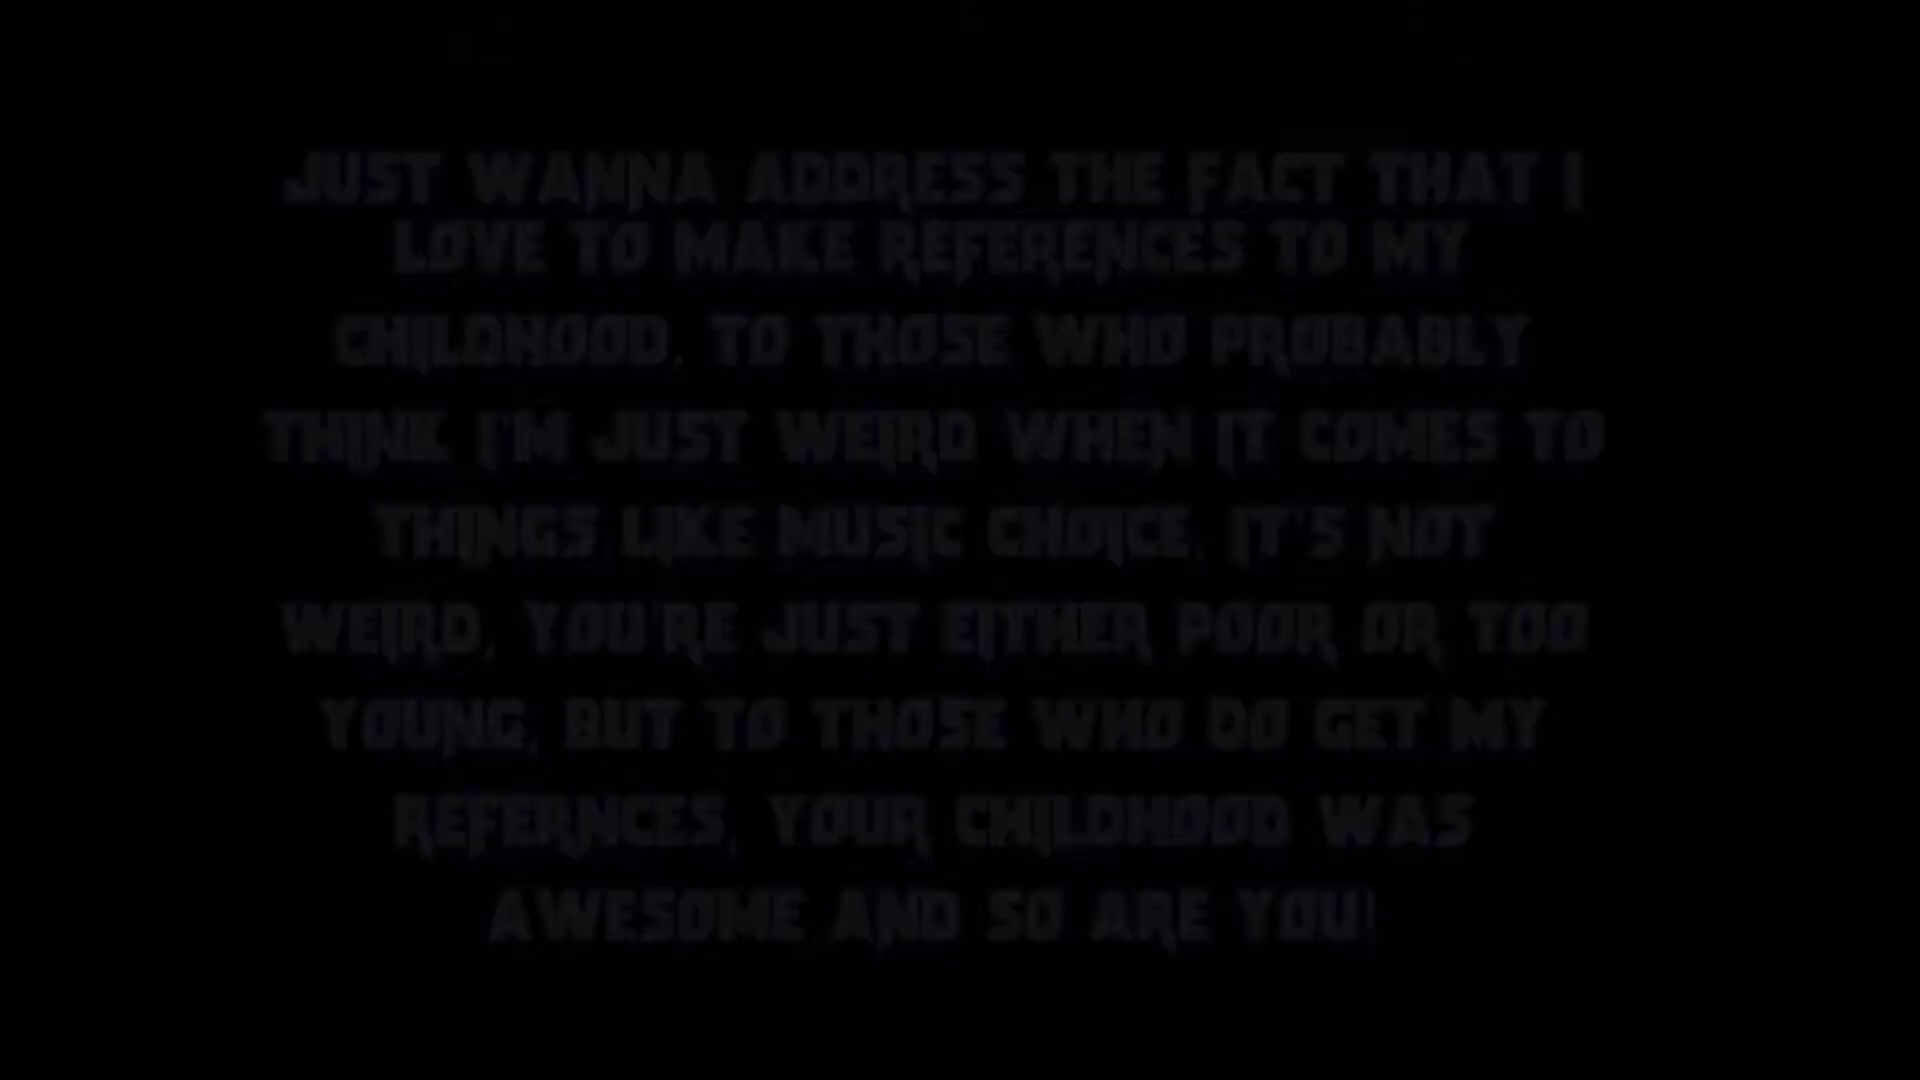 JUST WANNA ADDRESS THE FACT THAT I
LOVE TO MAKE REFERENCES TO MY
CHILDHOOD, TO THOSE WHO PROBABLY
THINK I'M JUST WEIRD WHEN IT COMES TO
THINGS LIKE MUSIC CHOICE, IT'S NOT
WEIRD, YOU'RE JUST EITHER POOR OR TOO
YOUNG, BUT TO THOSE WHO DO GET MY
REFERNCES, YOUR CHILDHOOD WAS
AWESOME AND SO ARE YOU!